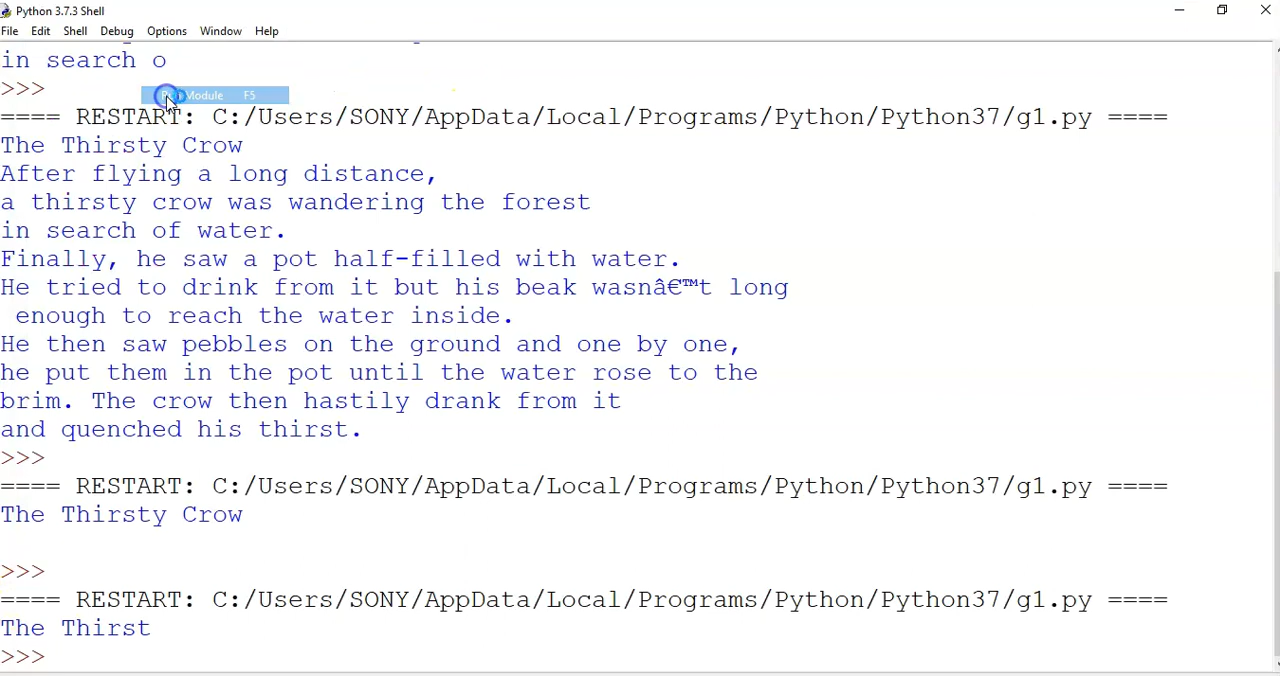 Python 3.7.3 Shell
File Edit Shell Debug Options Window Help
in search o
>>>
Module F5
==== RESTART: C:/Users/SONY/AppData/Local/Programs/Python/Python37/g1.py ====
The Thirsty Crow
After flying a long distance,
a thirsty crow was wandering the forest
in search of water.
Finally, he saw a pot half-filled with water.
He tried to drink from it but his beak wasnâ€™t long
 enough to reach the water inside.
He then saw pebbles on the ground and one by one,
he put them in the pot until the water rose to the
brim. The crow then hastily drank from it
and quenched his thirst.
>>>
==== RESTART: C:/Users/SONY/AppData/Local/Programs/Python/Python37/g1.py ====
The Thirsty Crow
>>>
==== RESTART: C:/Users/SONY/AppData/Local/Programs/Python/Python37/g1.py ====
The Thirst
>>>